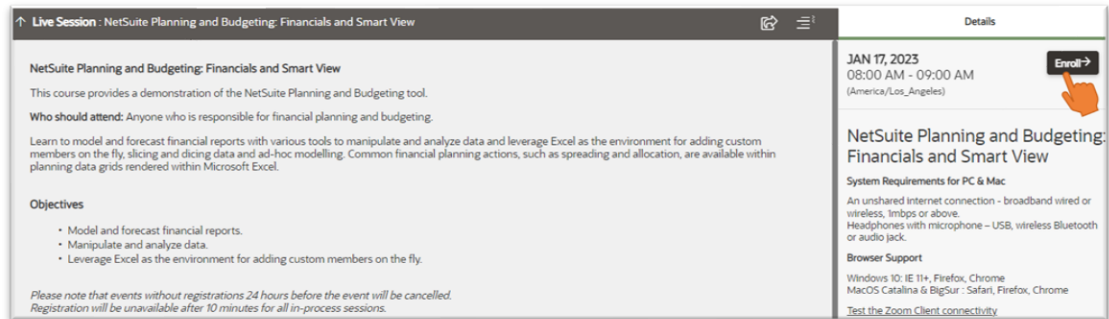 Live Session : NetSuite Planning and Budgeting: Financials and Smart View
NetSuite Planning and Budgeting: Financials and Smart View
This course provides a demonstration of the NetSuite Planning and Budgeting tool.
Who should attend: Anyone who is responsible for financial planning and budgeting.
Learn to model and forecast financial reports with various tools to manipulate and analyze data and leverage Excel as the environment for adding custom
members on the fly, slicing and dicing data and ad-hoc modelling. Common financial planning actions, such as spreading and allocation, are available within
planning data grids rendered within Microsoft Excel.
Objectives
• Model and forecast financial reports.
• Manipulate and analyze data.
• Leverage Excel as the environment for adding custom members on the fly.
Please note that events without registrations 24 hours before the event will be cancelled.
Registration will be unavailable after 10 minutes for all in-process sessions.
Details
JAN 17, 2023
Enroll→
08:00 AM - 09:00 AM
(America/Los_Angeles)
NetSuite Planning and Budgeting:
Financials and Smart View
System Requirements for PC & Mac
An unshared internet connection - broadband wired or
wireless, 1mbps or above.
Headphones with microphone – USB, wireless Bluetooth
or audio jack.
Browser Support
Windows 10: IE 11+, Firefox, Chrome
MacOS Catalina & BigSur : Safari, Firefox, Chrome
Test the Zoom Client connectivity